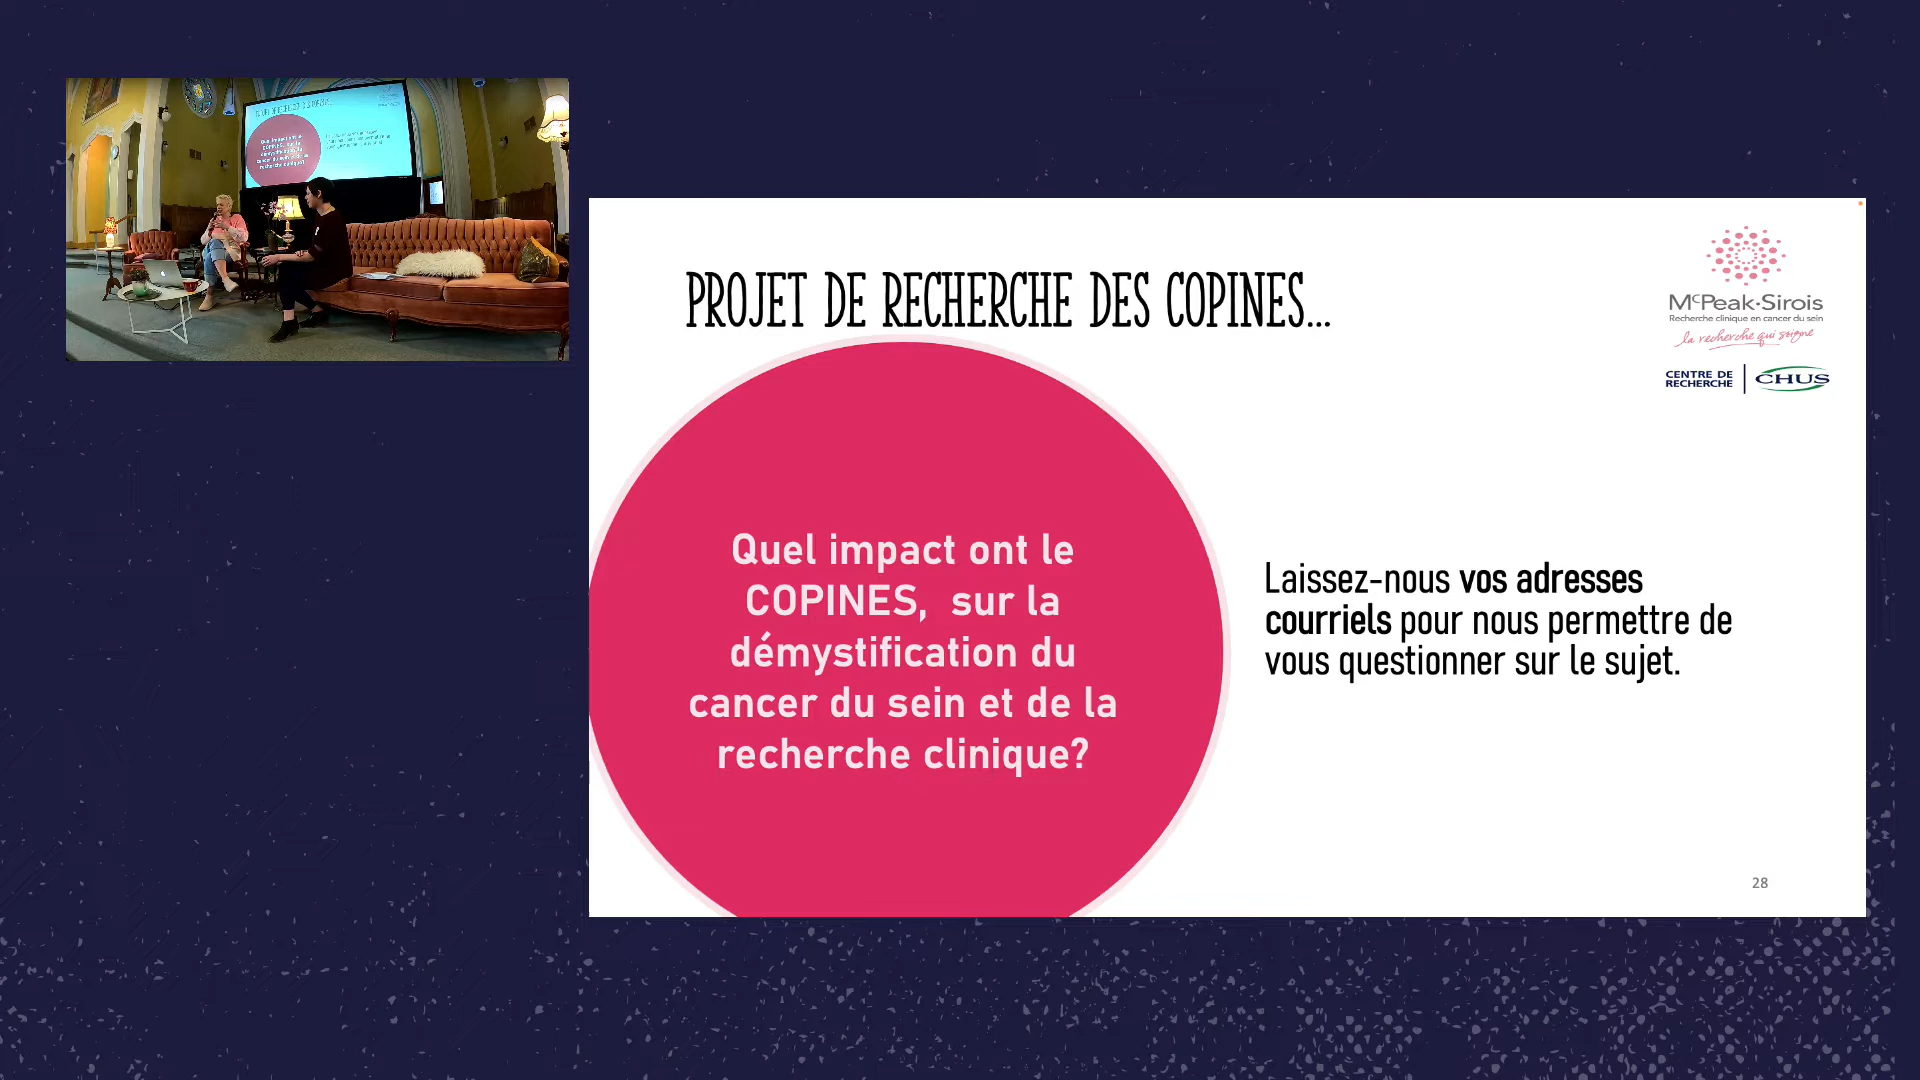 PROJET DE RECHERCHE DES COPINES...
McPeak-Sirois
Recherche clinique en cancer du sein
la recherche qui soigne
CENTRE DE
RECHERCHE
CHUS
Quel impact ont le
COPINES, sur la
démystification du
cancer du sein et de la
recherche clinique?
Laissez-nous vos adresses
courriels pour nous permettre de
vous questionner sur le sujet.
28